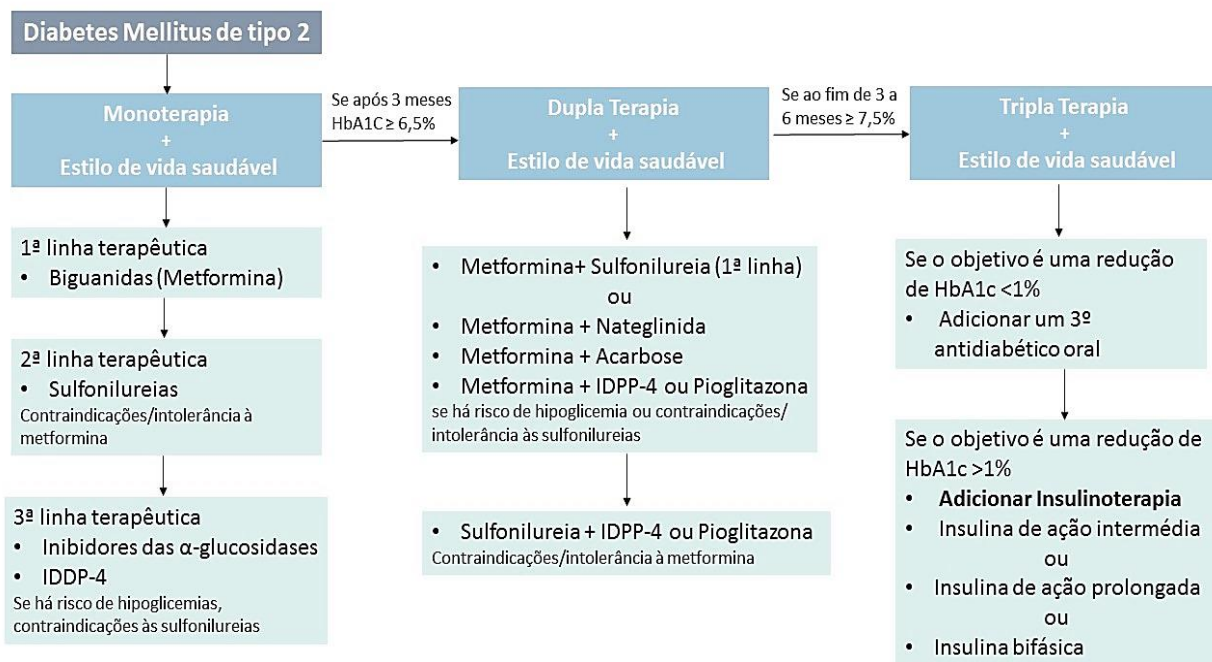 Diabetes Mellitus de tipo 2
Monoterapia
+
Estilo de vida saudável
Se após 3 meses
HbA1C ≥ 6,5%
Dupla Terapia
+
Estilo de vida saudável
Se ao fim de 3 a
6 meses ≥ 7,5%
Tripla Terapia
+
Estilo de vida saudável
1ª linha terapêutica
• Biguanidas (Metformina)
2ª linha terapêutica
• Sulfonilureias
Contraindicações/intolerância à
metformina
3ª linha terapêutica
• Inibidores das α-glucosidases
• IDDP-4
Se há risco de hipoglicemias,
contraindicações às sulfonilureias
• Metformina+ Sulfonilureia (1ª linha)
ou
• Metformina + Nateglinida
• Metformina + Acarbose
• Metformina + IDPP-4 ou Pioglitazona
se há risco de hipoglicemia ou contraindicações/
intolerância às sulfonilureias
• Sulfonilureia + IDPP-4 ou Pioglitazona
Contraindicações/intolerância à metformina
Se o objetivo é uma redução
de HbA1c <1%
• Adicionar um 3º
antidiabético oral
Se o objetivo é uma redução de
HbA1c >1%
• Adicionar Insulinoterapia
• Insulina de ação intermédia
ou
• Insulina de ação prolongada
ou
• Insulina bifásica